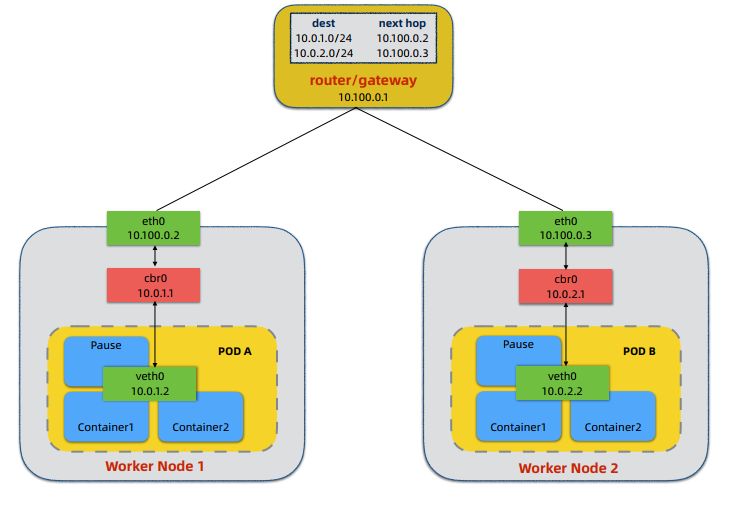 dest next hop
10.0.1.0/24 10.100.0.2
10.0.2.0/24 10.100.0.3
router/gateway
10.100.0.1
eth0
10.100.0.2
cbr0
10.0.1.1
Pause
POD A
veth0
10.0.1.2
Container1
Container2
Worker Node 1
eth0
10.100.0.3
cbr0
10.0.2.1
Pause
POD B
veth0
10.0.2.2
Container1
Container2
Worker Node 2